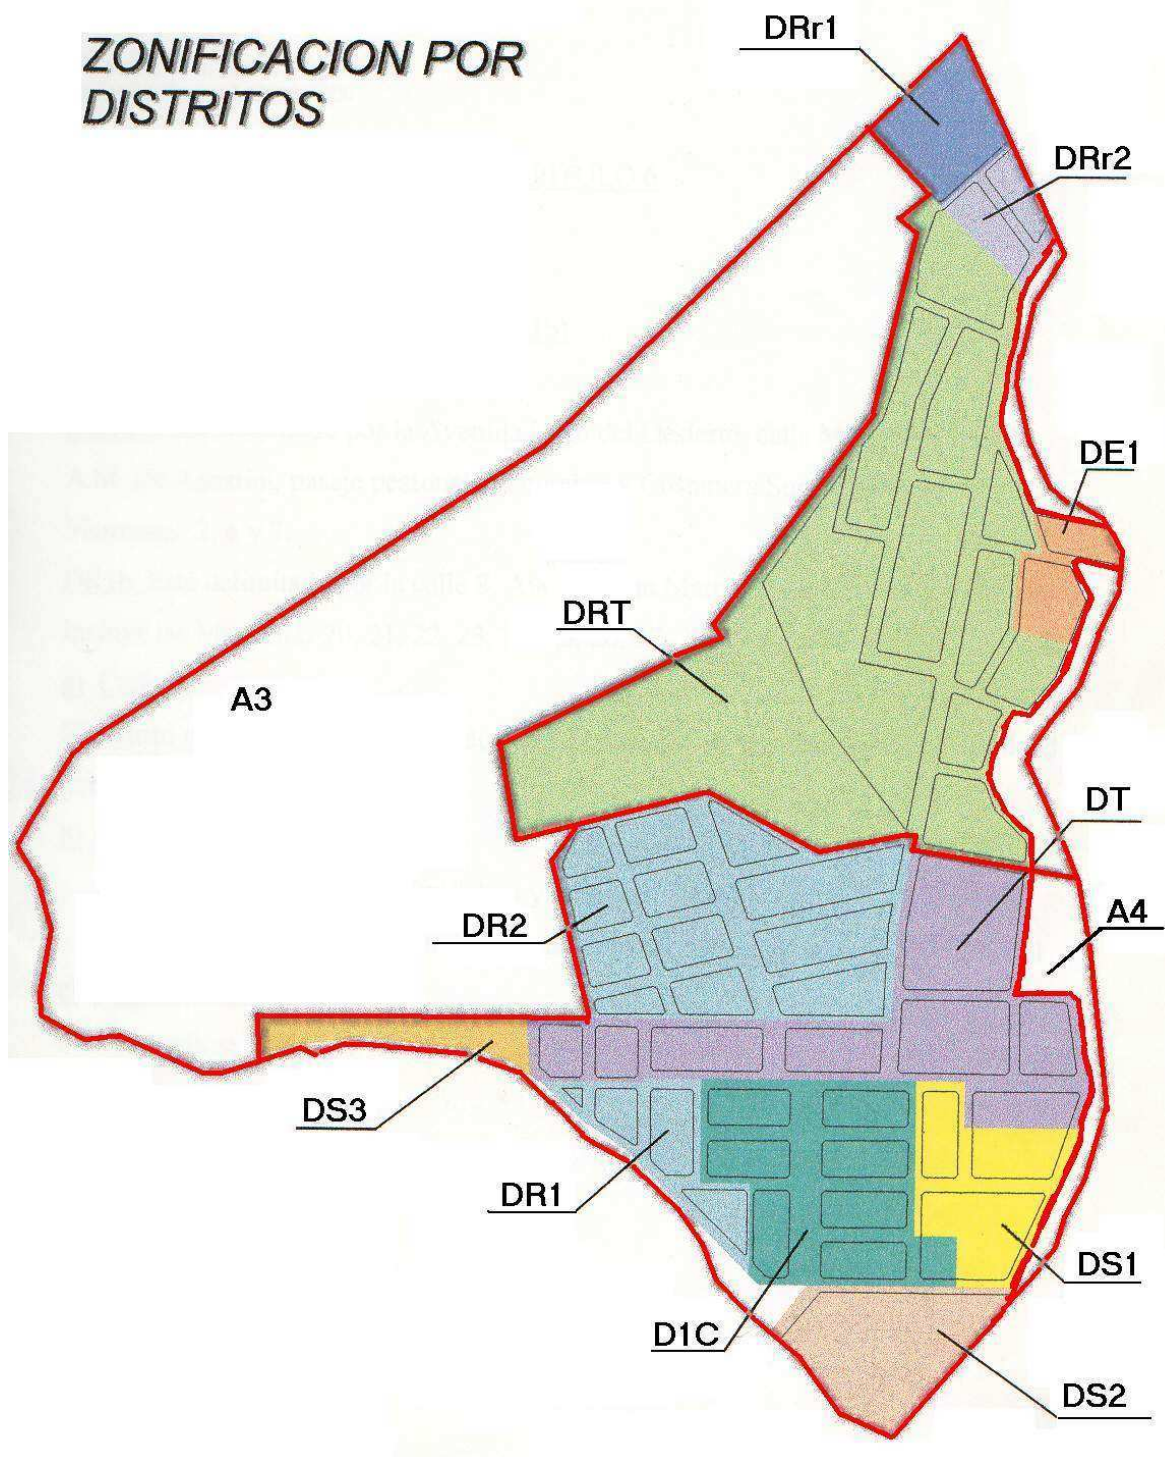 ZONIFICACION POR
DISTRITOS
DRr1
DRr2
DE1
DRT
A3
DT
A4
DR2
DS3
DR1
DS1
D1C
DS2